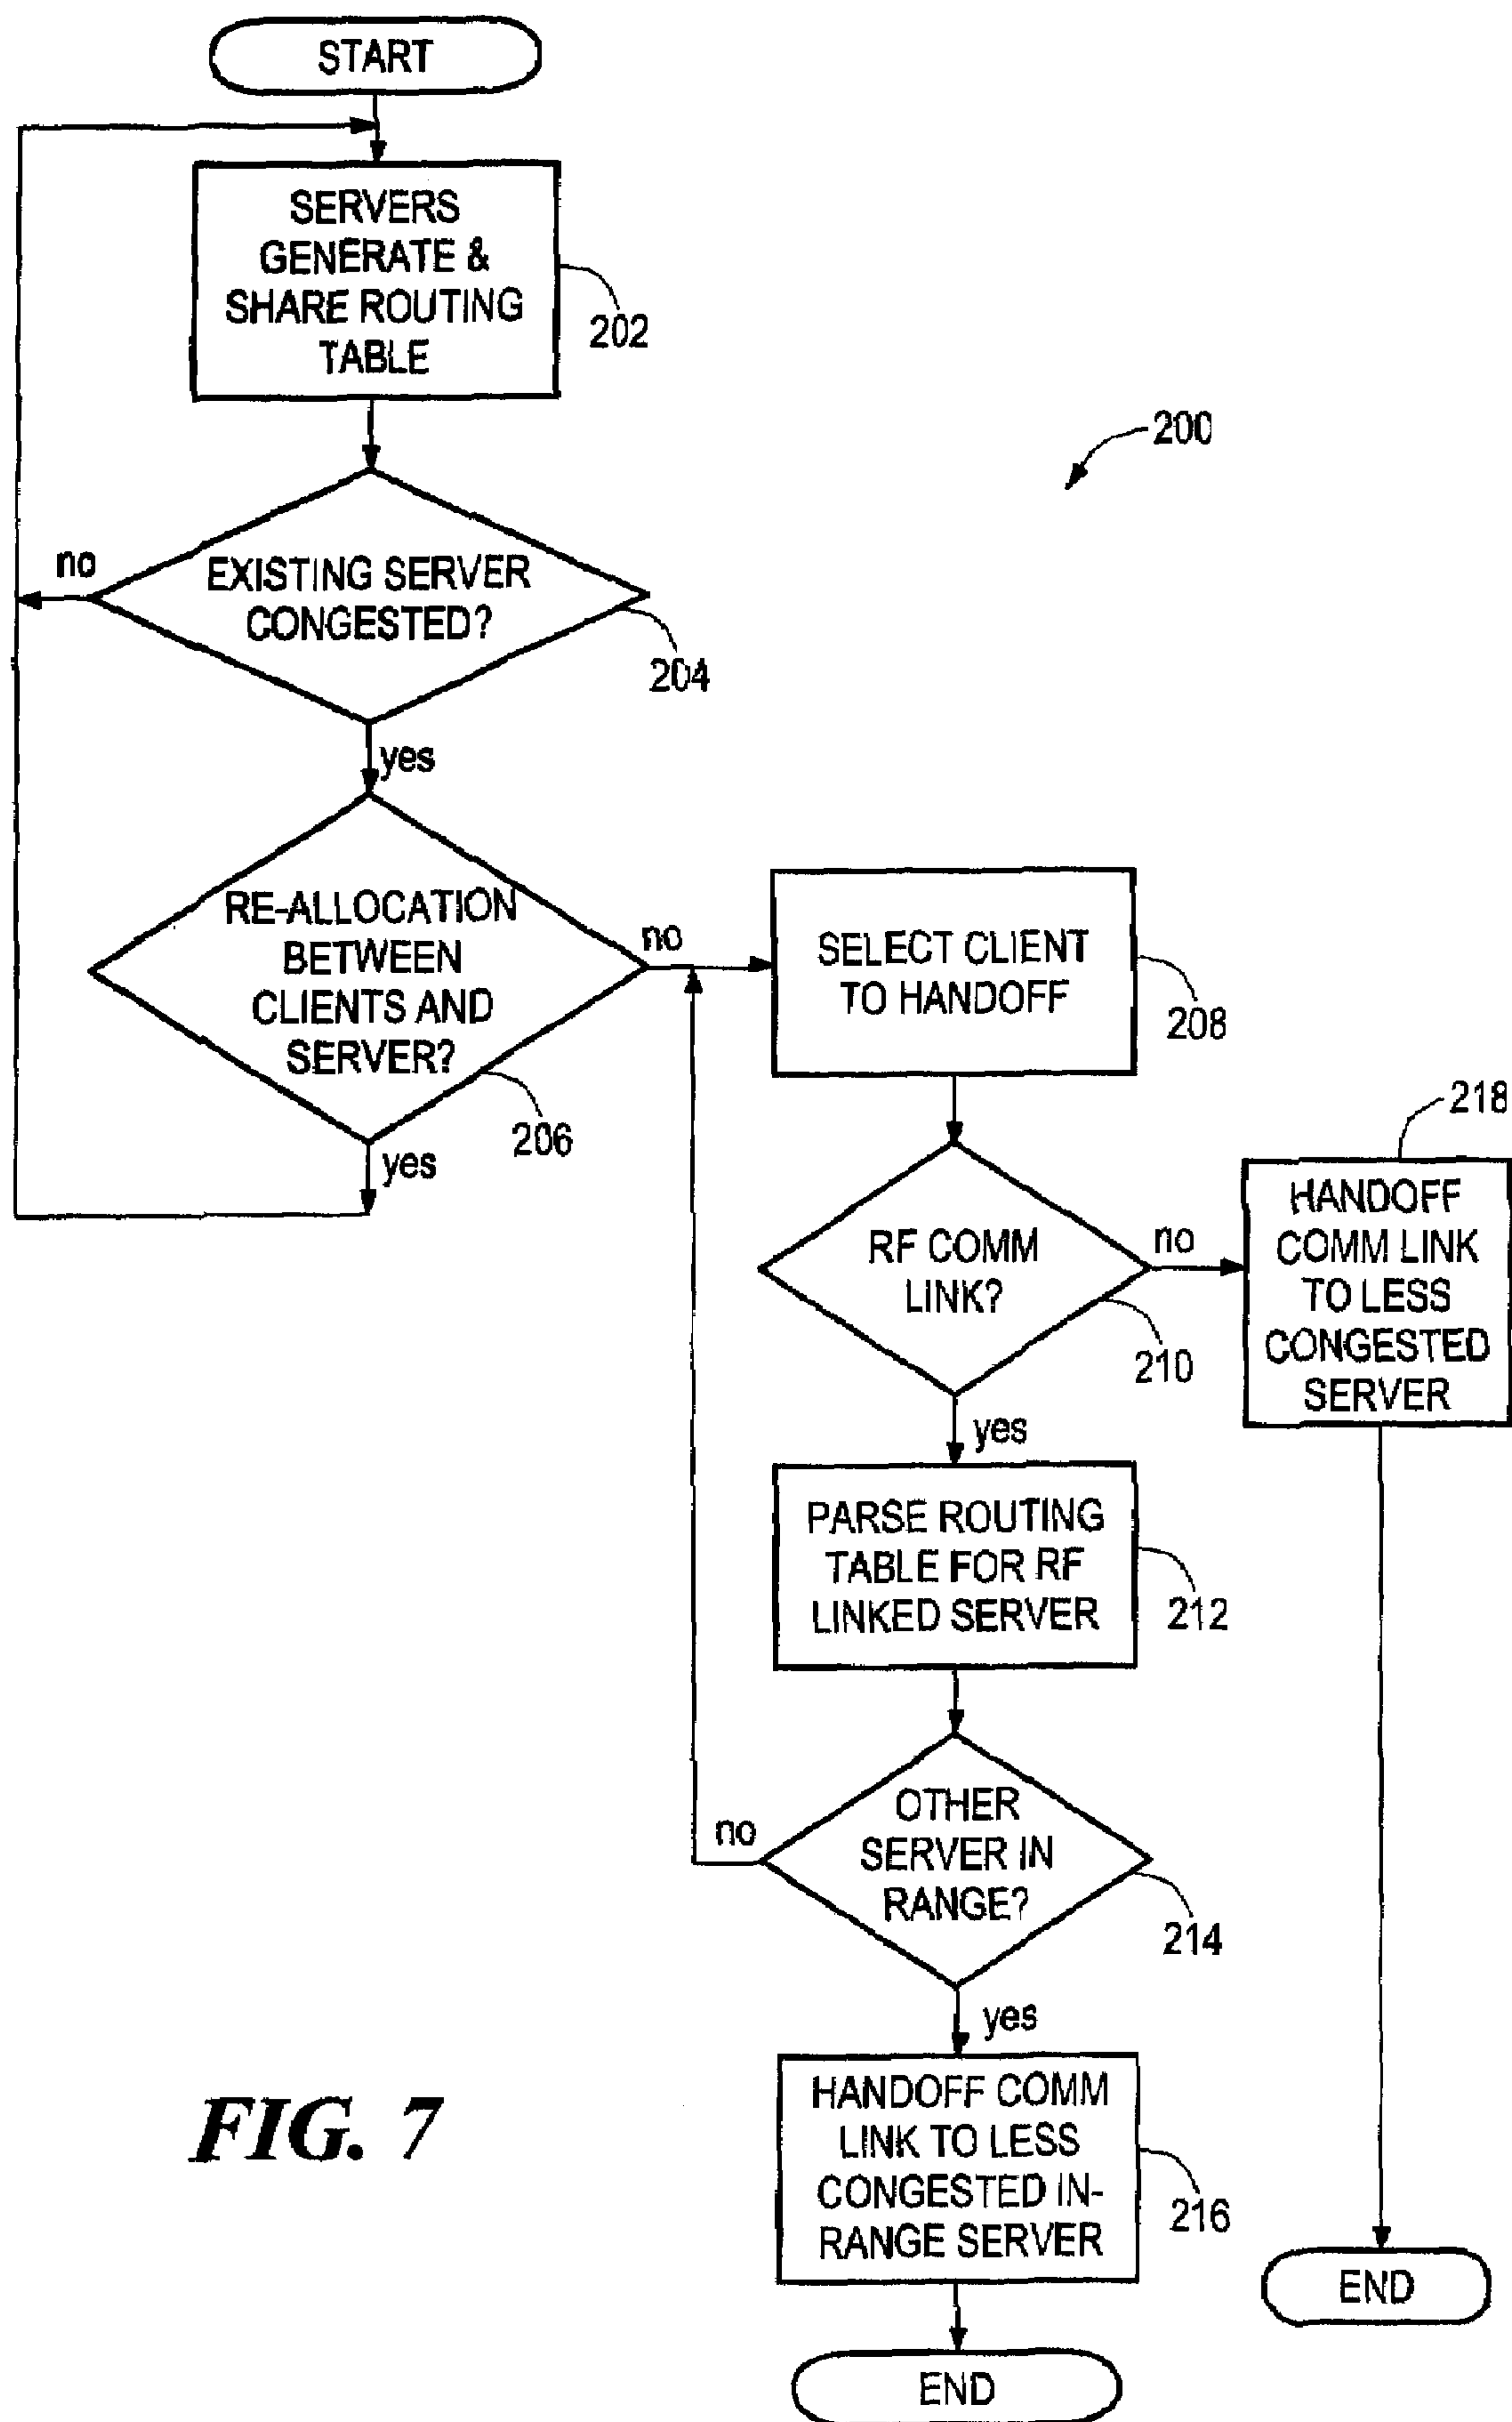 START
SERVERS
GENERATE &
SHARE ROUTING
TABLE
202
200
EXISTING SERVER
CONGESTED?
no
204
yes
RE-ALLOCATION
BETWEEN
CLIENTS AND
SERVER?
no
206
yes
SELECT CLIENT
TO HANDOFF
208
RF COMM
LINK?
no
210
yes
218
HANDOFF
COMM LINK
TO LESS
CONGESTED
SERVER
PARSE ROUTING
TABLE FOR RF
LINKED SERVER
212
OTHER
SERVER IN
RANGE?
no
214
yes
HANDOFF COMM
LINK TO LESS
CONGESTED IN-
RANGE SERVER
216
END
END
FIG. 7